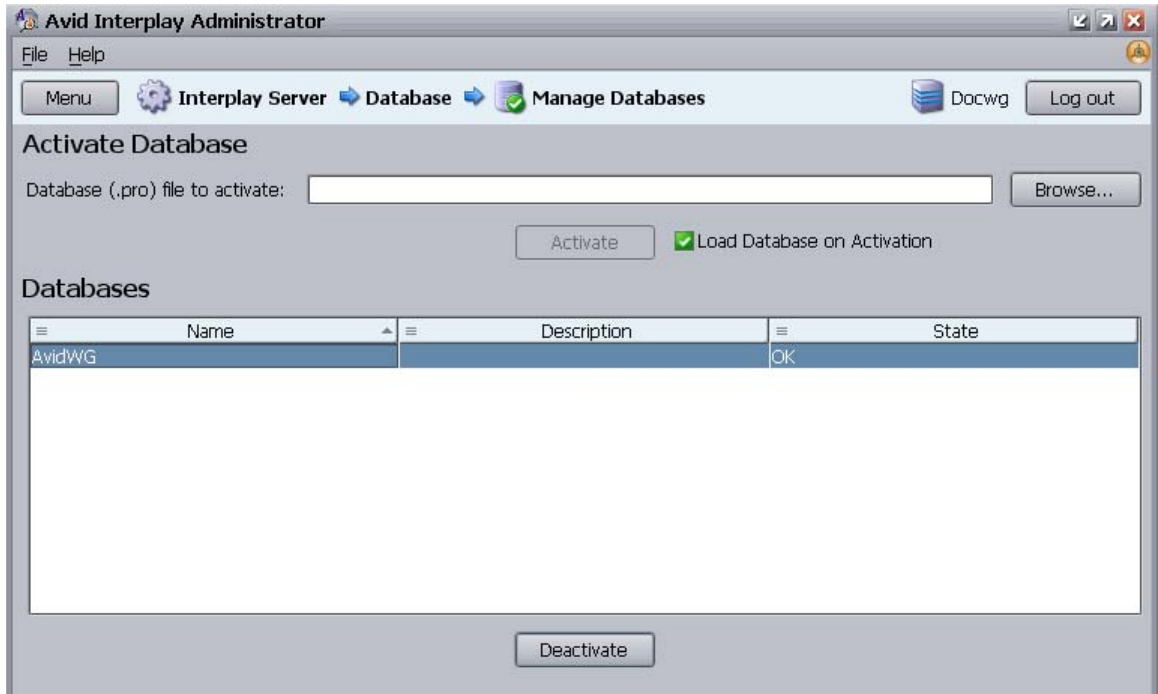 Avid Interplay Administrator
File Help
Menu Interplay Server Database Manage Databases Docwg Log out
Activate Database
Database (.pro) file to activate: Browse...
Activate Load Database on Activation
Databases
Name Description State
AvidWG OK
Deactivate